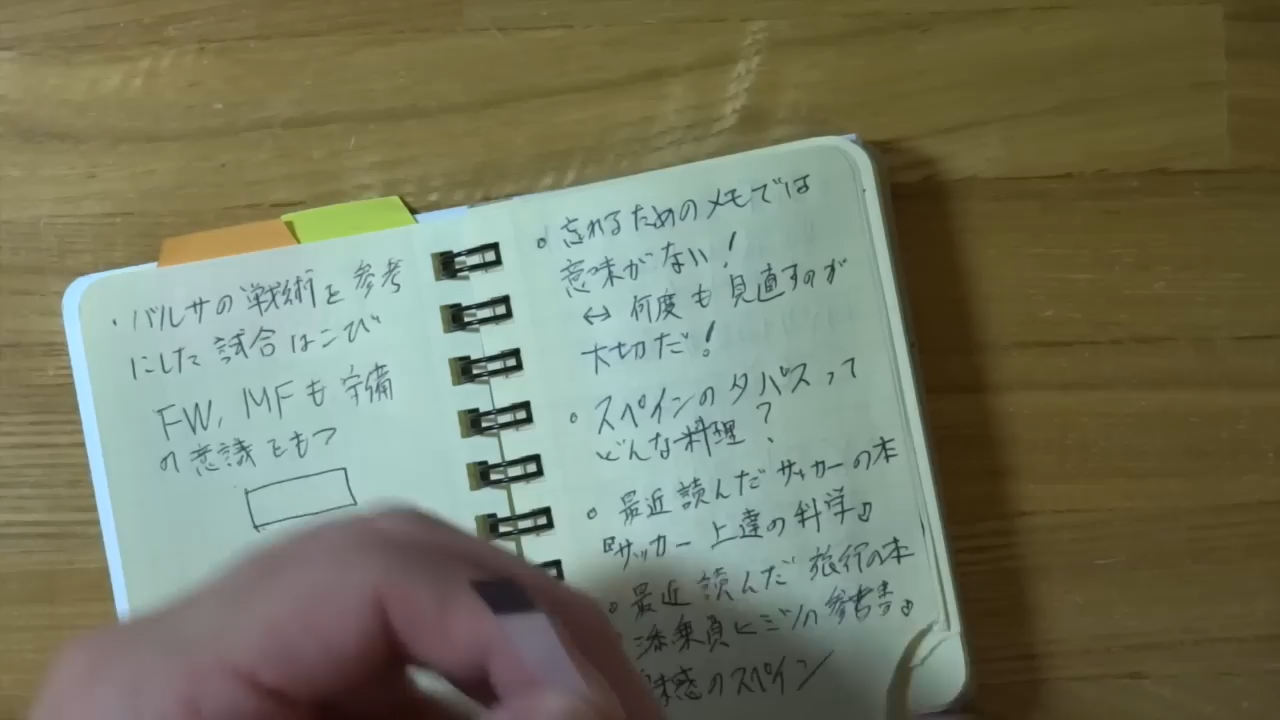 ・バルサの戦術を参考
にした試合はこび
FW, MFも守備
の意識をもつ
○忘れるためのメモでは
意味がない!
↔ 何度も見直すのが
大切だ!
○スペインのタパスって
どんな料理?
○最近読んだサッカーの本
『サッカー上達の科学』
○最近読んだ旅行の本
添乗員ヒミツの参考書』
感のスペイン